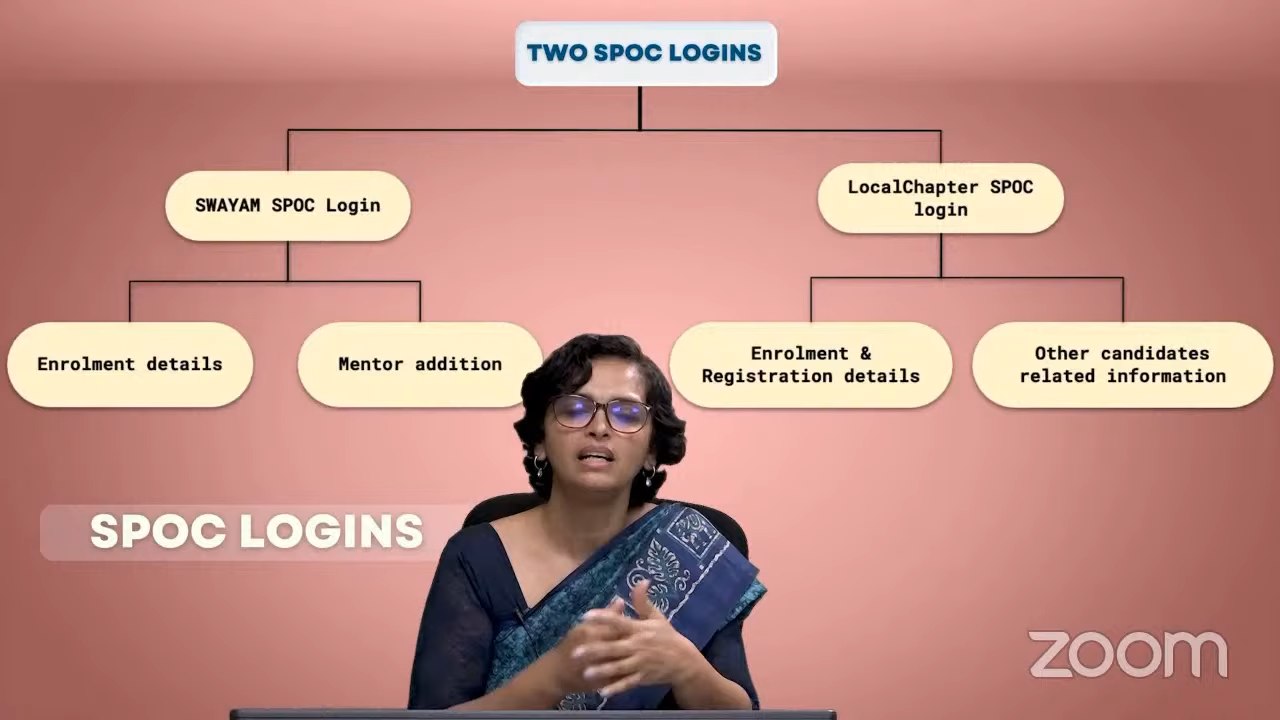 TWO SPOC LOGINS
SWAYAM SPOC Login
LocalChapter SPOC
login
Enrolment details
Mentor addition
Enrolment &
Registration details
Other candidates
related information
SPOC LOGINS
zoom